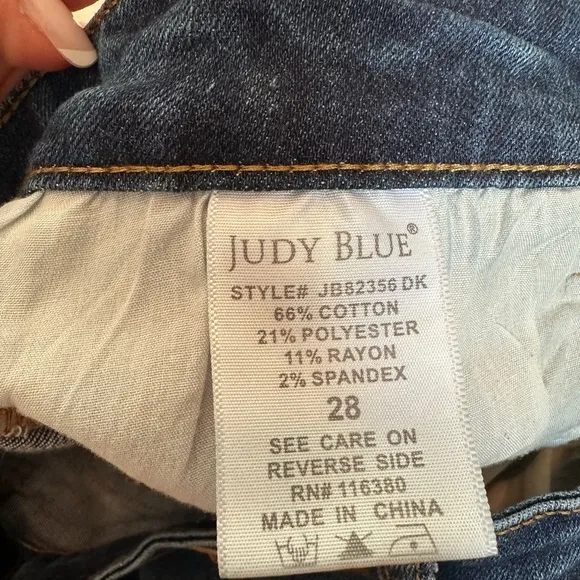 JUDY BLUE®
STYLE# JB82356 DK
66% COTTON
21% POLYESTER
11% RAYON
2% SPANDEX
28
SEE CARE ON
REVERSE SIDE
RN# 116380
MADE IN CHINA